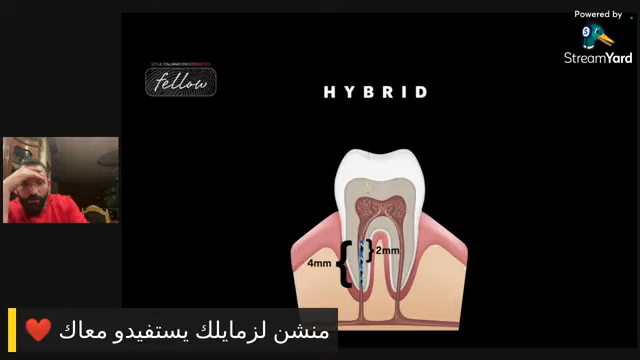 Powered by
StreamYard
STYLE ITALIANO ENDODONTICS
fellow
HYBRID
2mm
4mm
منشن لزمايلك يستفيدو معاك ❤️